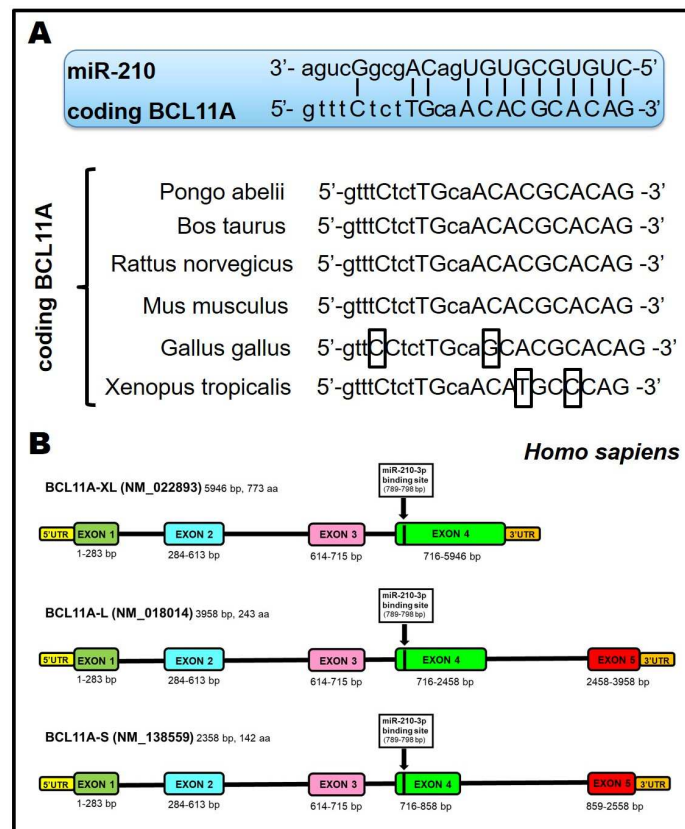 A
miR-210 3’- agucGgcgACagUGUGCGUGUC-5’
coding BCL11A 5’- gtttCtctTGcaACACGCACAG-3’
coding BCL11A
Pongo abelii 5’-gtttCtctTGcaACACGCACAG -3’
Bos taurus 5’-gtttCtctTGcaACACGCACAG -3’
Rattus norvegicus 5’-gtttCtctTGcaACACGCACAG -3’
Mus musculus 5’-gtttCtctTGcaACACGCACAG -3’
Gallus gallus 5’-gttCCtctTGcaGCACGCACAG -3’
Xenopus tropicalis 5’-gtttCtctTGcaACATGCCCAG -3’
B
Homo sapiens
BCL11A-XL (NM_022893) 5946 bp, 773 aa
miR-210-3p
binding site
(789-798 bp)
5’UTR EXON 1 EXON 2 EXON 3 EXON 4 3’UTR
1-283 bp 284-613 bp 614-715 bp 716-5946 bp
BCL11A-L (NM_018014) 3958 bp, 243 aa
miR-210-3p
binding site
(789-798 bp)
5’UTR EXON 1 EXON 2 EXON 3 EXON 4 EXON 5 3’UTR
1-283 bp 284-613 bp 614-715 bp 716-2458 bp 2458-3958 bp
BCL11A-S (NM_138559) 2358 bp, 142 aa
miR-210-3p
binding site
(789-798 bp)
5’UTR EXON 1 EXON 2 EXON 3 EXON 4 EXON 5 3’UTR
1-283 bp 284-613 bp 614-715 bp 716-858 bp 859-2558 bp